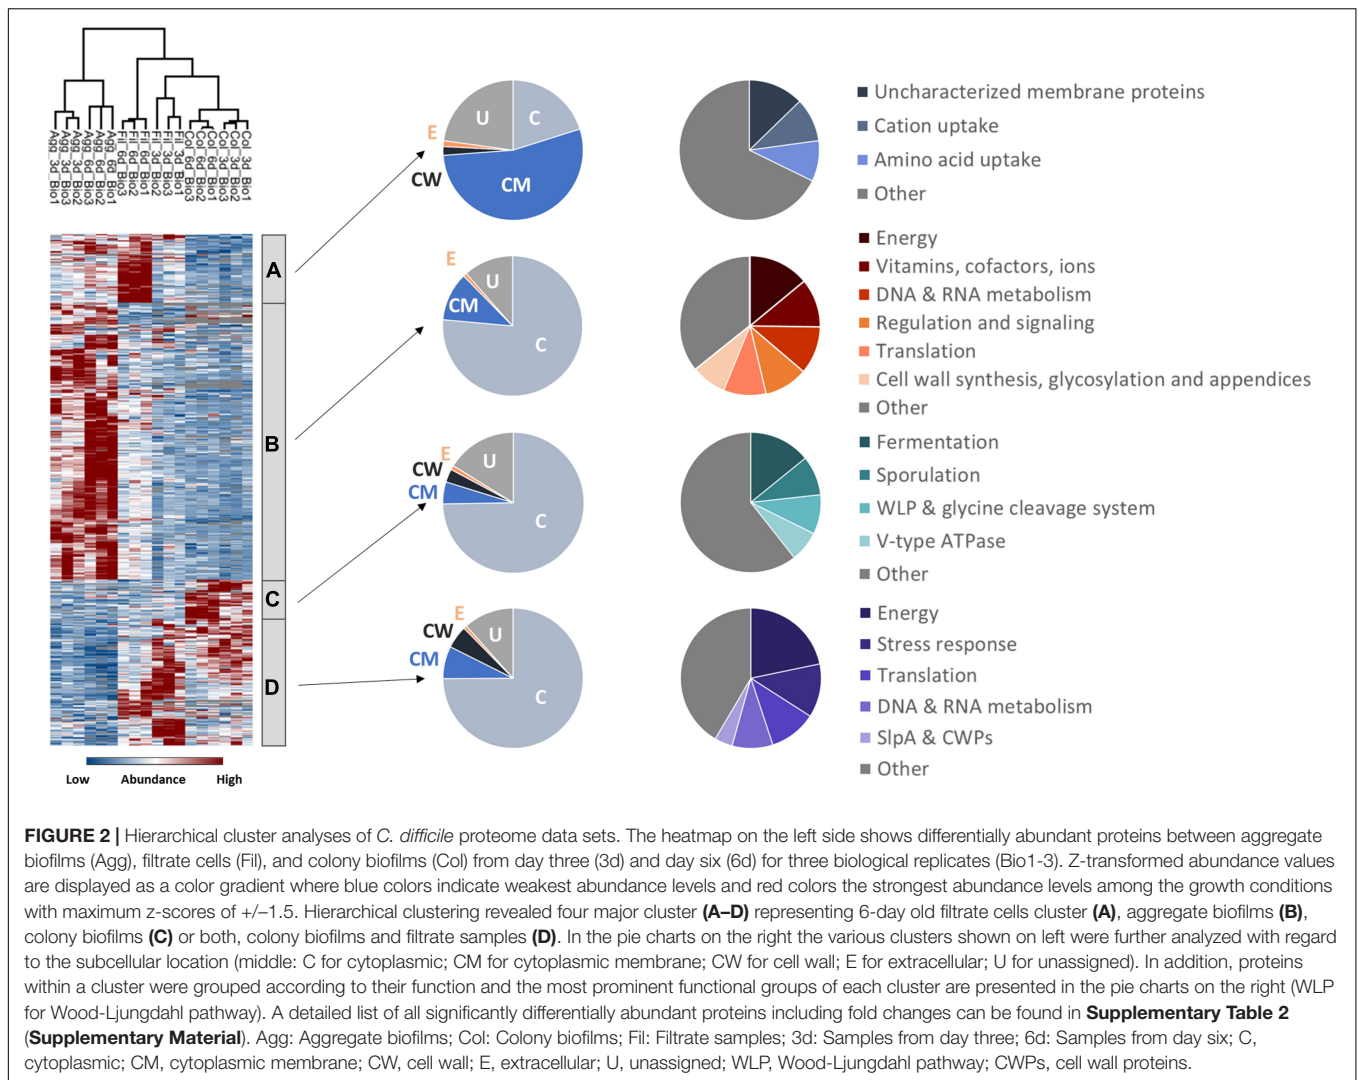 Agg_3d_Bio1
Agg_3d_Bio3
Agg_3d_Bio2
Agg_6d_Bio3
Agg_6d_Bio2
Agg_6d_Bio1
Fil_6d_Bio3
Fil_6d_Bio2
Fil_6d_Bio1
Fil_3d_Bio2
Fil_3d_Bio3
Fil_3d_Bio1
Col_6d_Bio3
Col_6d_Bio2
Col_6d_Bio1
Col_3d_Bio3
Col_3d_Bio2
Col_3d_Bio1
A
B
C
D
Low Abundance High
U
C
E
CW
CM
Uncharacterized membrane proteins
Cation uptake
Amino acid uptake
Other
E
U
CM
C
Energy
Vitamins, cofactors, ions
DNA & RNA metabolism
Regulation and signaling
Translation
Cell wall synthesis, glycosylation and appendices
Other
E
U
CW
CM
C
Fermentation
Sporulation
WLP & glycine cleavage system
V-type ATPase
Other
E
U
CW
CM
C
Energy
Stress response
Translation
DNA & RNA metabolism
SlpA & CWPs
Other
FIGURE 2 | Hierarchical cluster analyses of C. difficile proteome data sets. The heatmap on the left side shows differentially abundant proteins between aggregate
biofilms (Agg), filtrate cells (Fil), and colony biofilms (Col) from day three (3d) and day six (6d) for three biological replicates (Bio1-3). Z-transformed abundance values
are displayed as a color gradient where blue colors indicate weakest abundance levels and red colors the strongest abundance levels among the growth conditions
with maximum z-scores of +/–1.5. Hierarchical clustering revealed four major cluster (A–D) representing 6-day old filtrate cells cluster (A), aggregate biofilms (B),
colony biofilms (C) or both, colony biofilms and filtrate samples (D). In the pie charts on the right the various clusters shown on left were further analyzed with regard
to the subcellular location (middle: C for cytoplasmic; CM for cytoplasmic membrane; CW for cell wall; E for extracellular; U for unassigned). In addition, proteins
within a cluster were grouped according to their function and the most prominent functional groups of each cluster are presented in the pie charts on the right (WLP
for Wood-Ljungdahl pathway). A detailed list of all significantly differentially abundant proteins including fold changes can be found in Supplementary Table 2
(Supplementary Material). Agg: Aggregate biofilms; Col: Colony biofilms; Fil: Filtrate samples; 3d: Samples from day three; 6d: Samples from day six; C,
cytoplasmic; CM, cytoplasmic membrane; CW, cell wall; E, extracellular; U, unassigned; WLP, Wood-Ljungdahl pathway; CWPs, cell wall proteins.